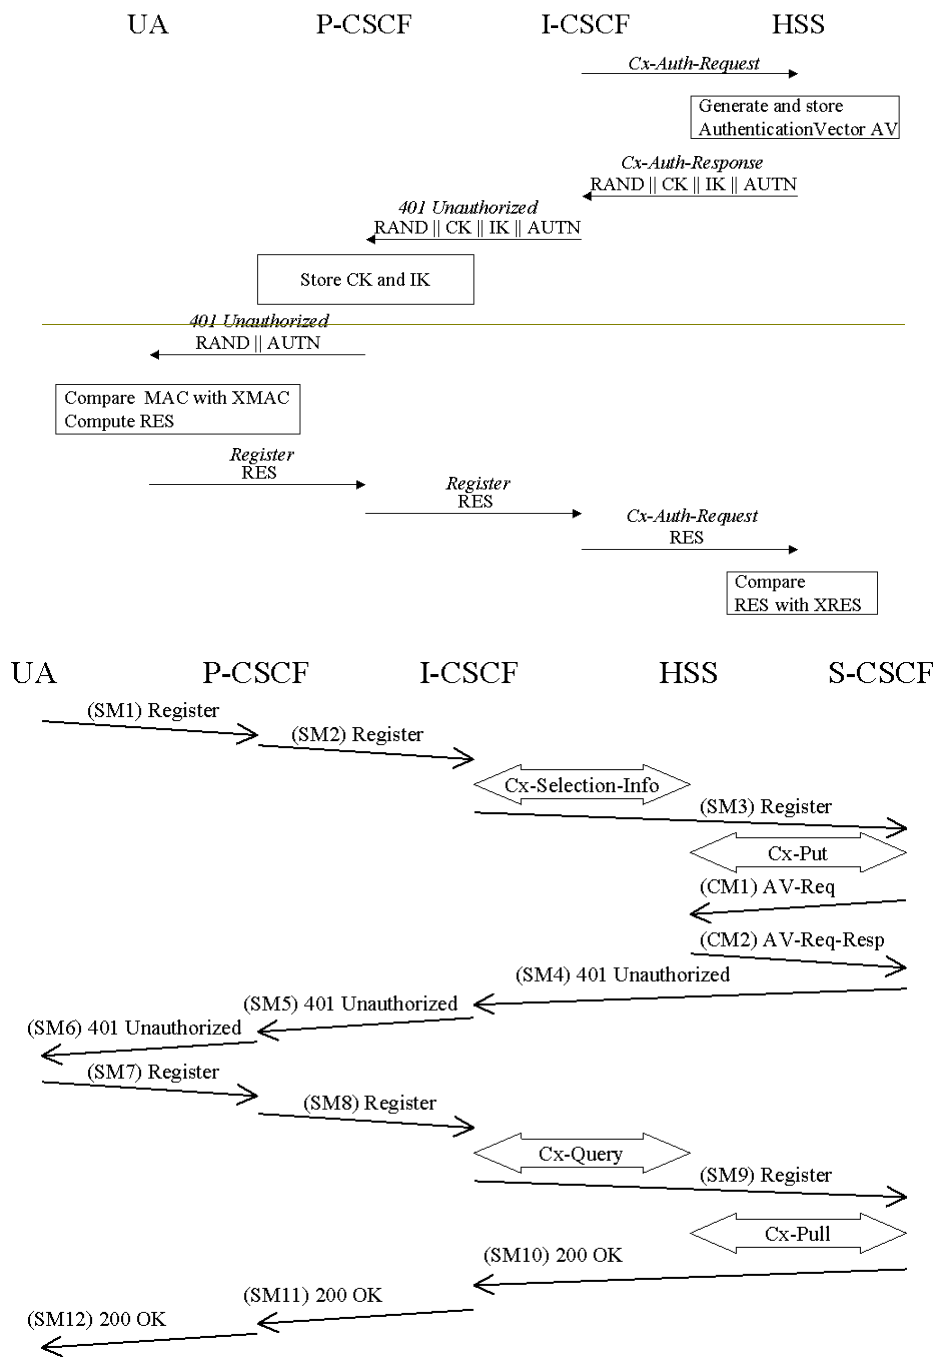 UA P-CSCF I-CSCF HSS
Cx-Auth-Request
Generate and store
AuthenticationVector AV
Cx-Auth-Response
RAND || CK || IK || AUTN
401 Unauthorized
RAND || CK || IK || AUTN
Store CK and IK
401 Unauthorized
RAND || AUTN
Compare MAC with XMAC
Compute RES
Register
RES
Register
RES
Cx-Auth-Request
RES
Compare
RES with XRES
UA P-CSCF I-CSCF HSS S-CSCF
(SM1) Register
(SM2) Register
Cx-Selection-Info
(SM3) Register
Cx-Put
(CM1) AV-Req
(CM2) AV-Req-Resp
(SM4) 401 Unauthorized
(SM5) 401 Unauthorized
(SM6) 401 Unauthorized
(SM7) Register
(SM8) Register
Cx-Query
(SM9) Register
Cx-Pull
(SM10) 200 OK
(SM11) 200 OK
(SM12) 200 OK